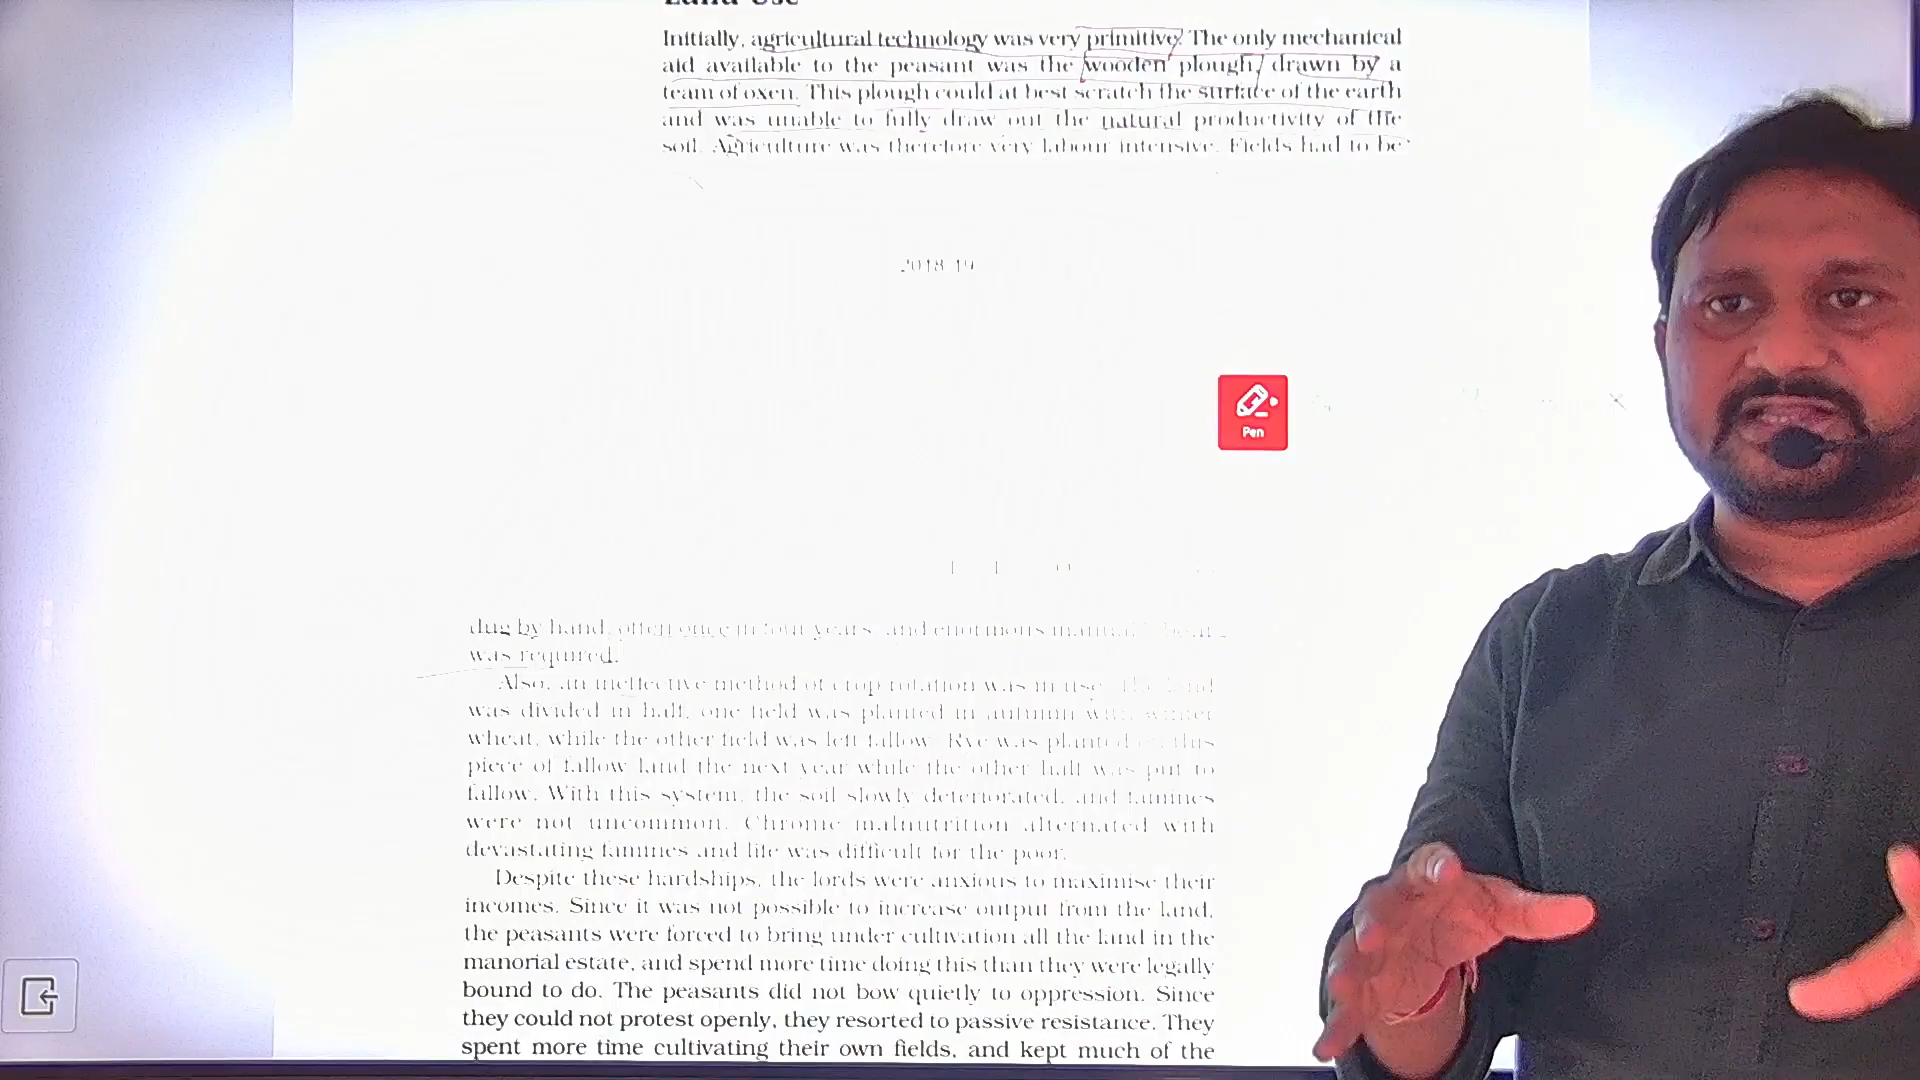 Land Use
Initially, agricultural technology was very primitive. The only mechanical
aid available to the peasant was the wooden plough, drawn by a
team of oxen. This plough could at best scratch the surface of the earth
and was unable to fully draw out the natural productivity of the
soil. Agriculture was therefore very labour intensive. Fields had to be
2018-19
Pen
dug by hand, often once in four years, and enormous manual
was required.
Also, an ineffective method of crop rotation was in use. The land
was divided in half, one field was planted in autumn with winter
wheat, while the other field was left fallow. Rye was planted on this
piece of fallow land the next year while the other half was put to
fallow. With this system, the soil slowly deteriorated, and famines
were not uncommon. Chronic malnutrition alternated with
devastating famines and life was difficult for the poor.
Despite these hardships, the lords were anxious to maximise their
incomes. Since it was not possible to increase output from the land,
the peasants were forced to bring under cultivation all the land in the
manorial estate, and spend more time doing this than they were legally
bound to do. The peasants did not bow quietly to oppression. Since
they could not protest openly, they resorted to passive resistance. They
spent more time cultivating their own fields, and kept much of the